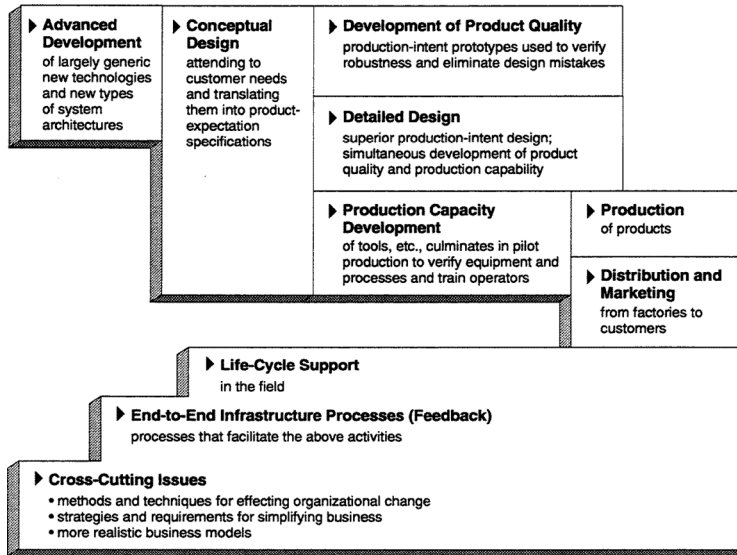 Advanced
Development
of largely generic
new technologies
and new types
of system
architectures
Conceptual
Design
attending to
customer needs
and translating
them into product-
expectation
specifications
Development of Product Quality
production-intent prototypes used to verify
robustness and eliminate design mistakes
Detailed Design
superior production-intent design;
simultaneous development of product
quality and production capability
Production Capacity
Development
of tools, etc., culminates in pilot
production to verify equipment and
processes and train operators
Production
of products
Distribution and
Marketing
from factories to
customers
Life-Cycle Support
in the field
End-to-End Infrastructure Processes (Feedback)
processes that facilitate the above activities
Cross-Cutting Issues
• methods and techniques for effecting organizational change
• strategies and requirements for simplifying business
• more realistic business models